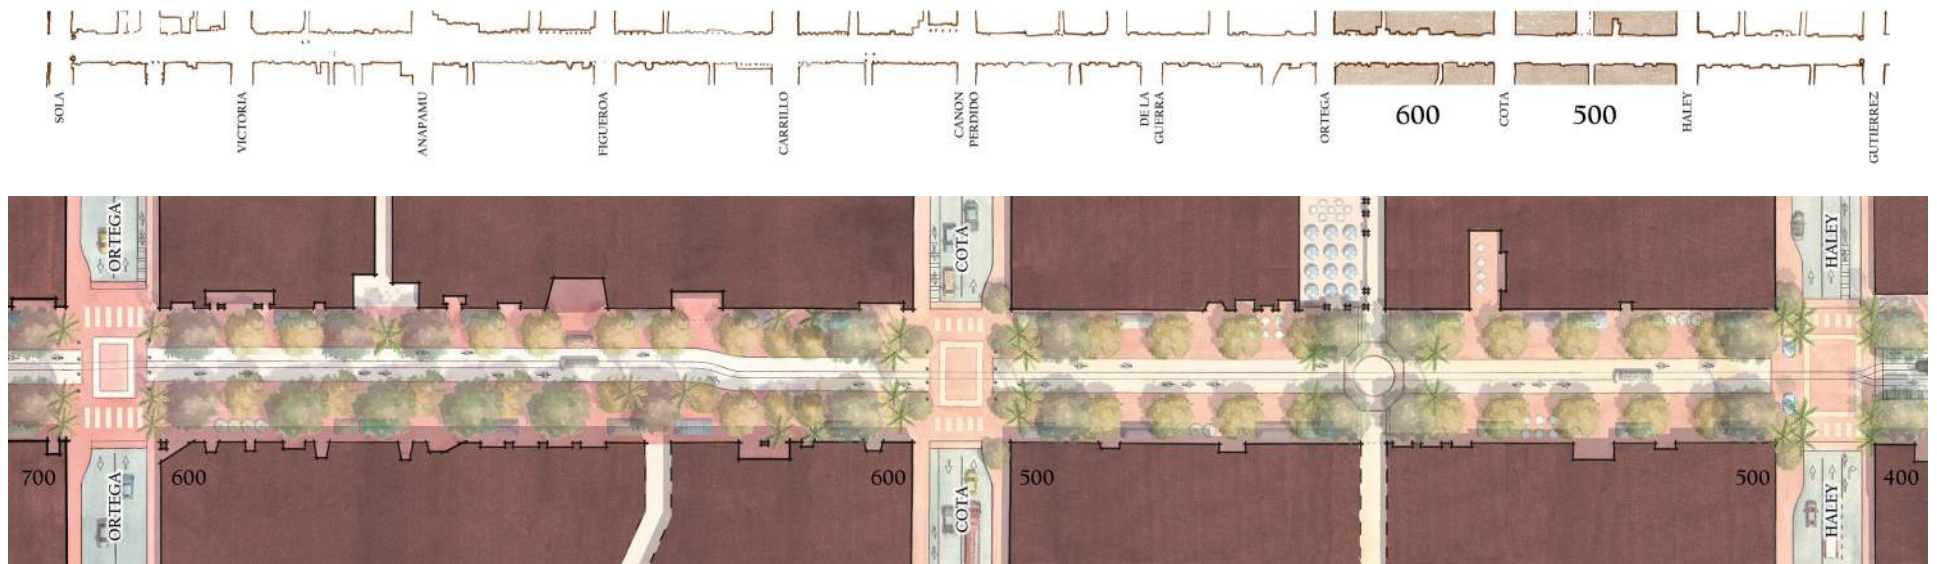 SOLA
VICTORIA
ANAPAMU
FIGUEROA
CARRILLO
CANON
PERDIDO
DE LA
GUERRA
ORTEGA
600
COTA
500
HALEY
GUTIERREZ
ORTEGA
COTA
HALEY
700
600
600
500
500
400
ORTEGA
COTA
HALEY